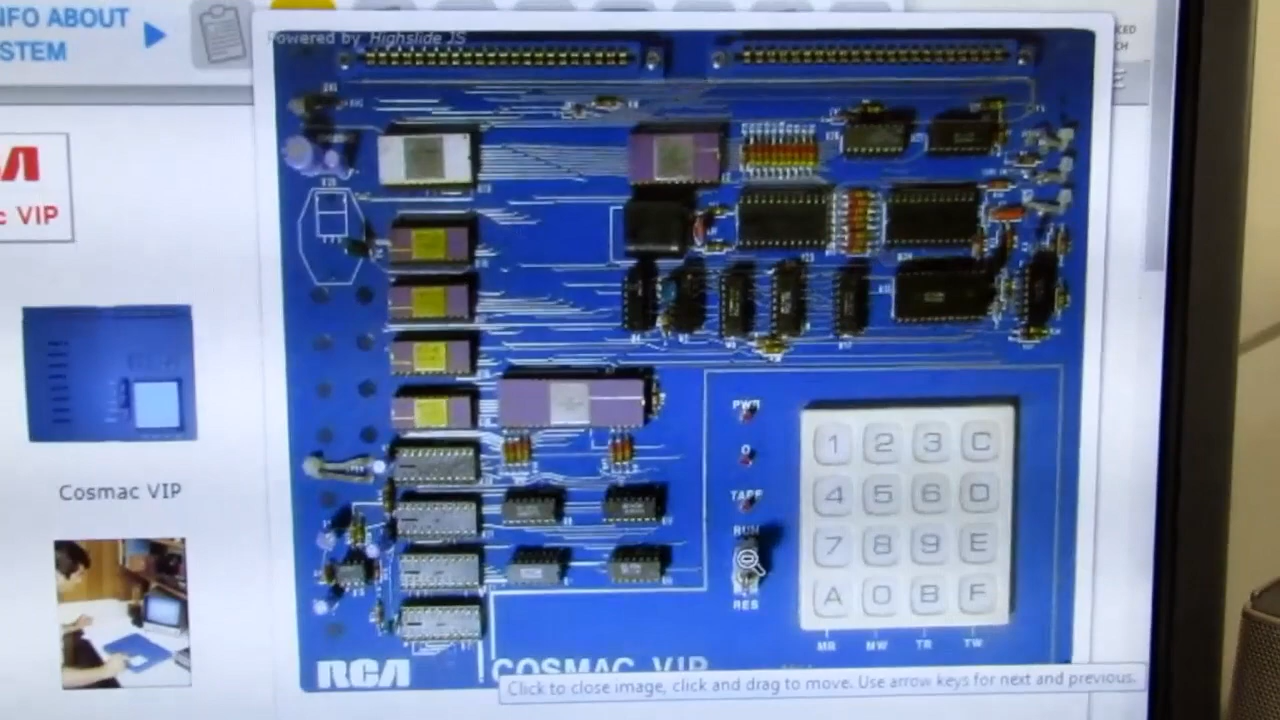 NFO ABOUT
STEM
Powered by Highslide JS
c VIP
Cosmac VIP
PWR
Q
TAPE
RUN
RES
1 2 3 C
4 5 6 D
7 8 9 E
A 0 B F
MR MW TR TW
RCA COSMAC VIP
Click to close image, click and drag to move. Use arrow keys for next and previous.